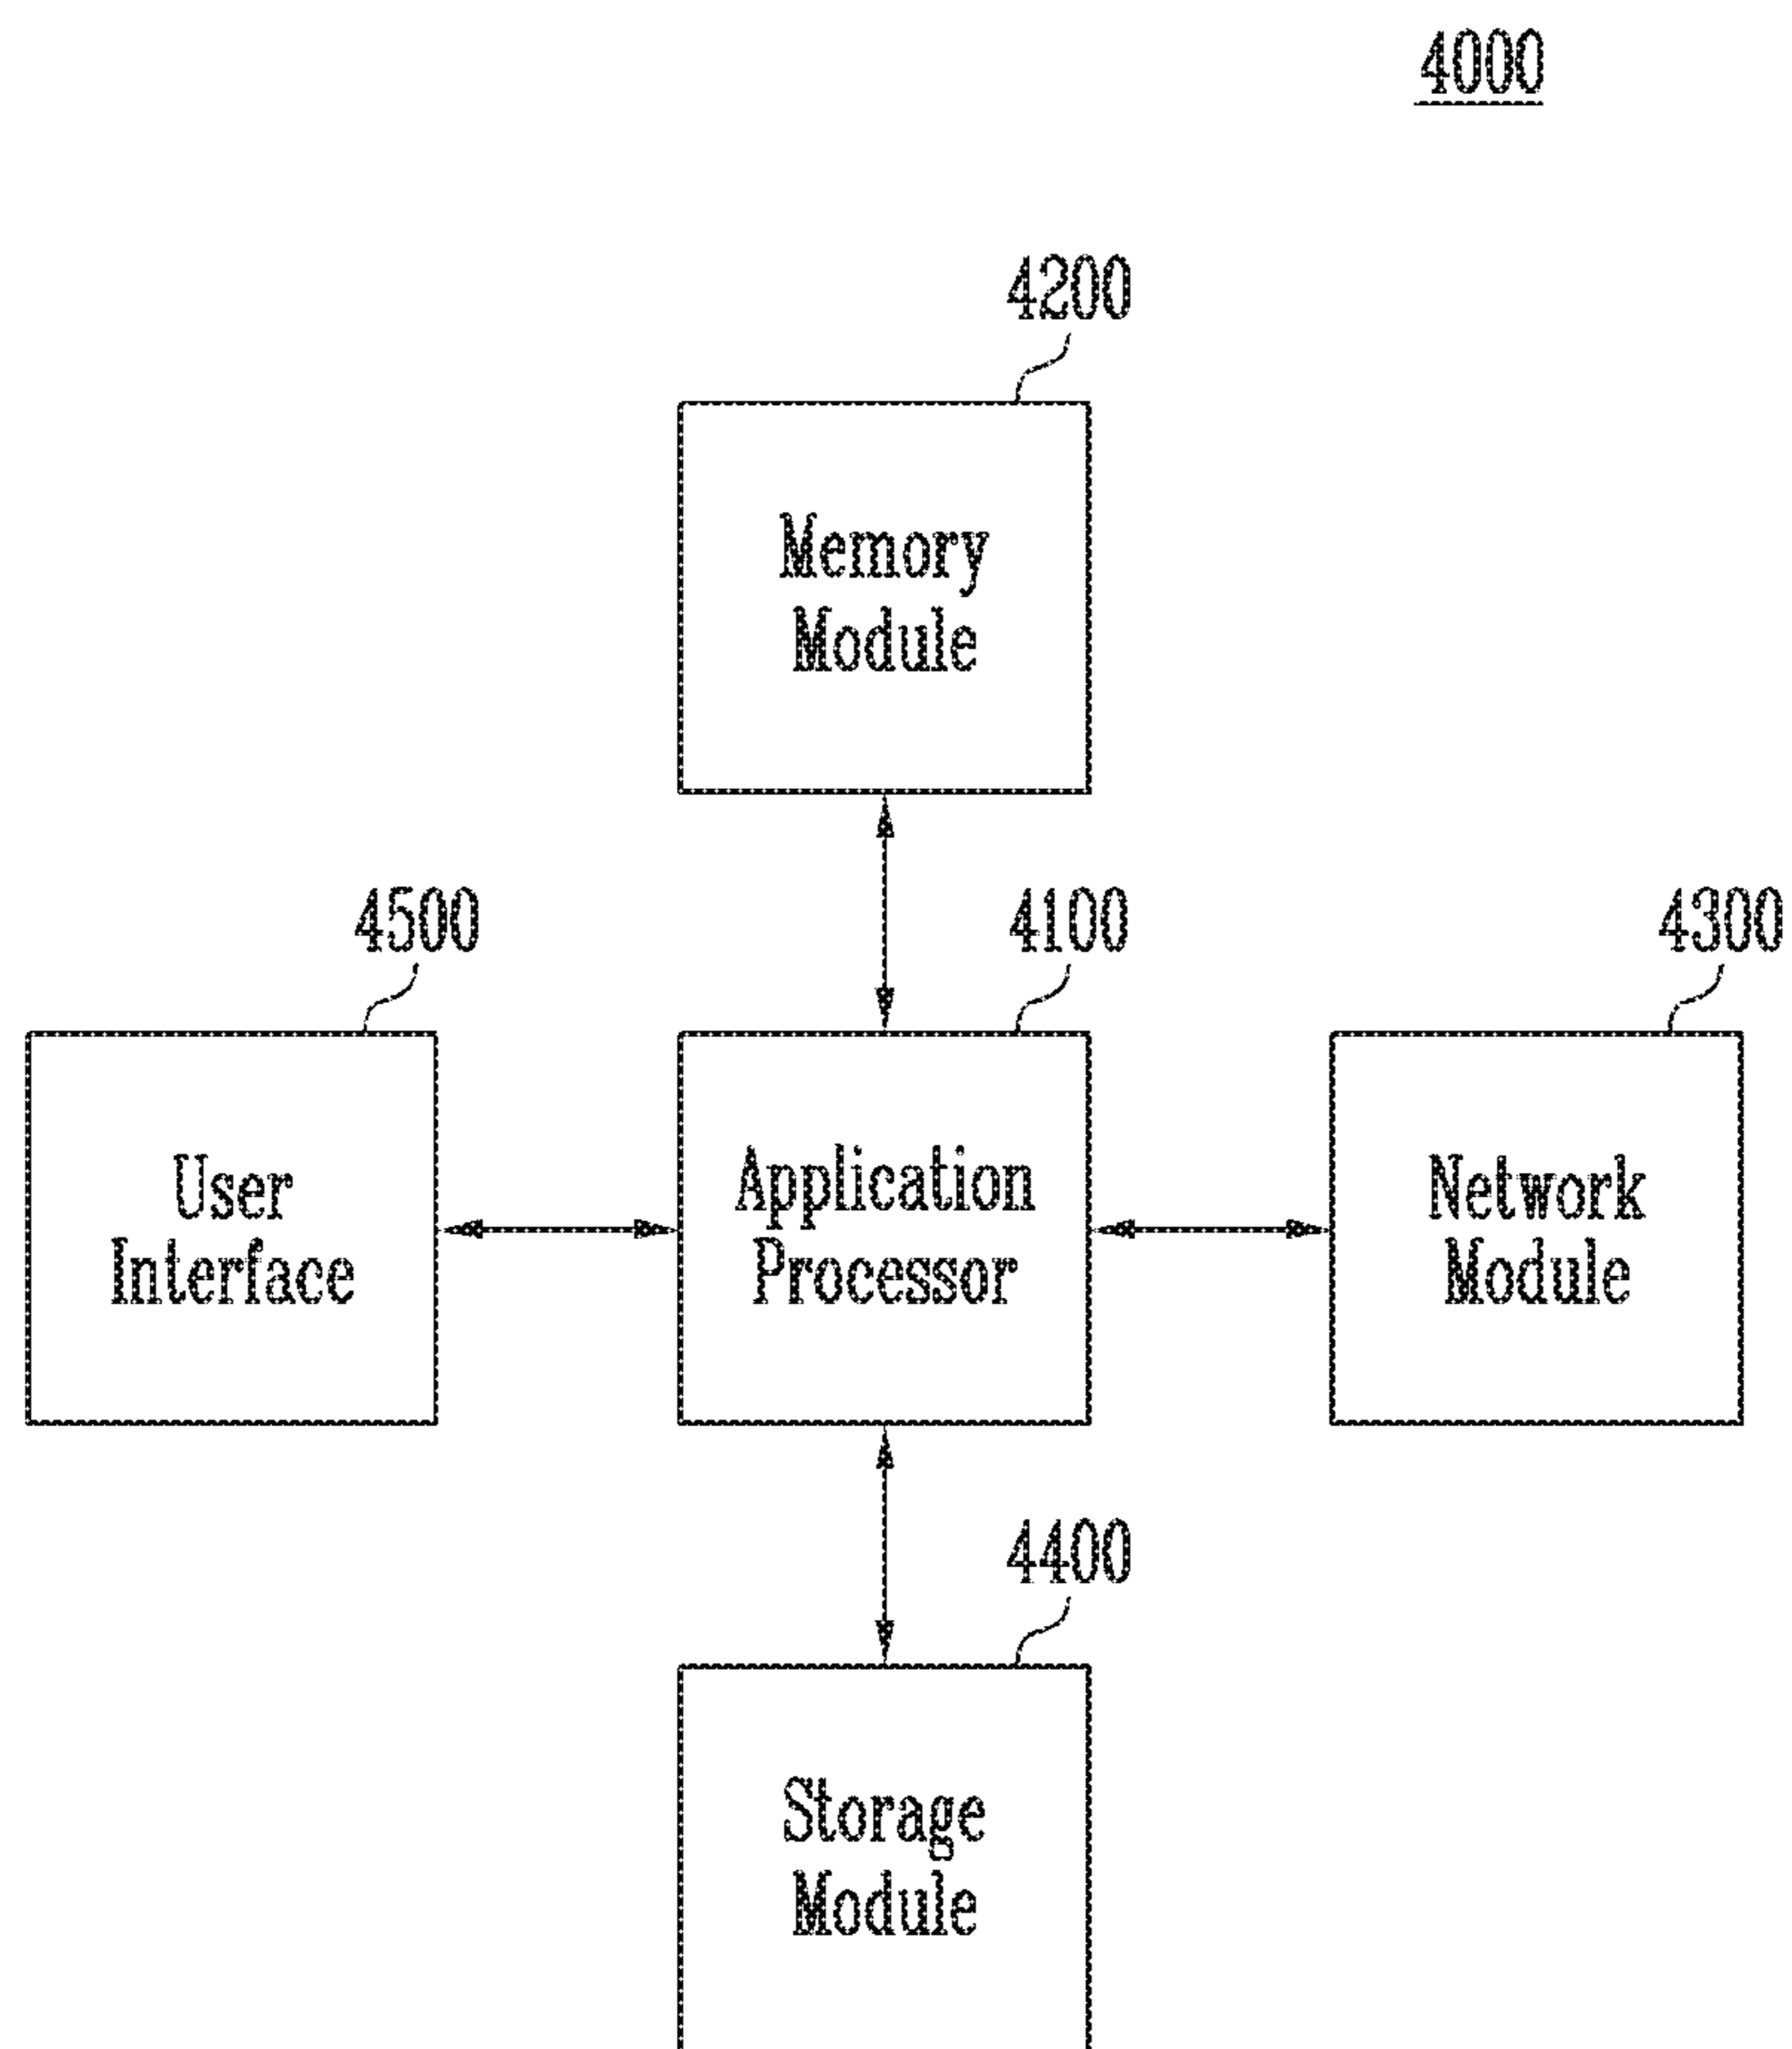 4000
4200
Memory
Module
4500
4100
4300
User
Interface
Application
Processor
Network
Module
4400
Storage
Module